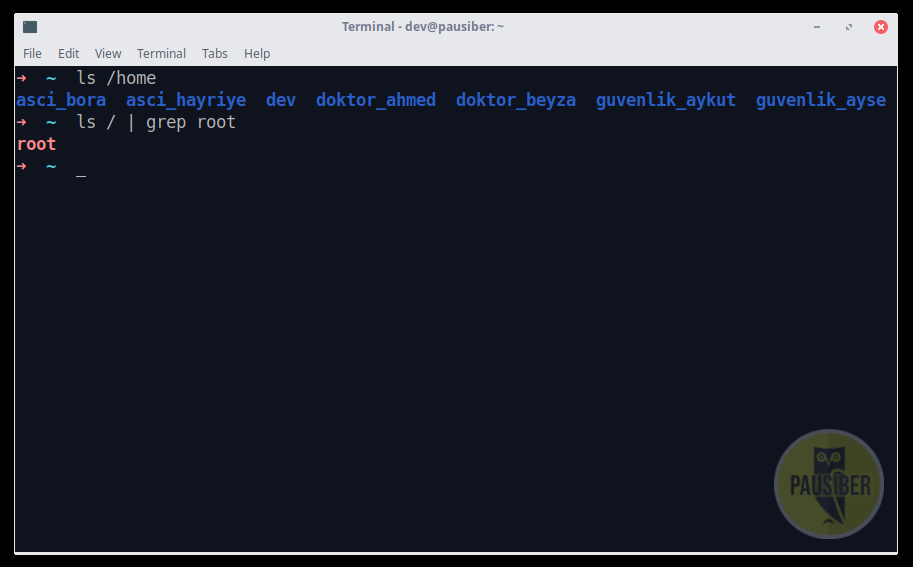 Terminal - dev@pausiber: ~
File Edit View Terminal Tabs Help
➜ ~ ls /home
asci_bora asci_hayriye dev doktor_ahmed doktor_beyza guvenlik_aykut guvenlik_ayse
➜ ~ ls / | grep root
root
➜ ~ _
PAUSIBER